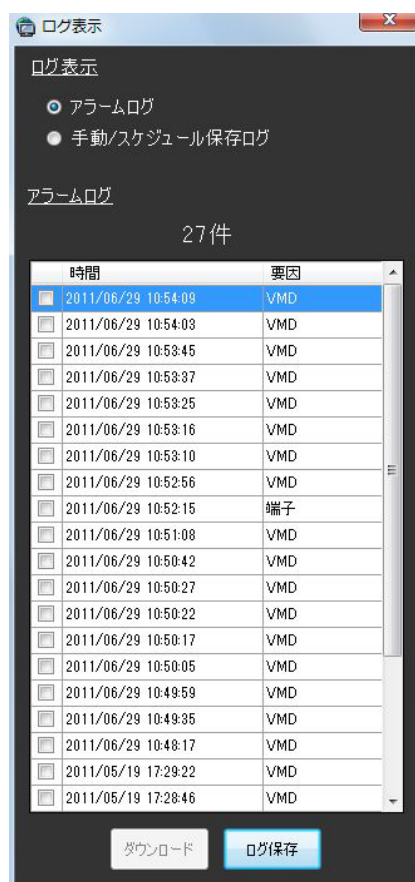 ログ表示
ログ表示
アラームログ
手動/スケジュール保存ログ
アラームログ
27件
時間 要因
2011/06/29 10:54:09 VMD
2011/06/29 10:54:03 VMD
2011/06/29 10:53:45 VMD
2011/06/29 10:53:37 VMD
2011/06/29 10:53:25 VMD
2011/06/29 10:53:16 VMD
2011/06/29 10:53:10 VMD
2011/06/29 10:52:56 VMD
2011/06/29 10:52:15 端子
2011/06/29 10:51:08 VMD
2011/06/29 10:50:42 VMD
2011/06/29 10:50:27 VMD
2011/06/29 10:50:22 VMD
2011/06/29 10:50:17 VMD
2011/06/29 10:50:05 VMD
2011/06/29 10:49:59 VMD
2011/06/29 10:49:35 VMD
2011/06/29 10:48:17 VMD
2011/05/19 17:29:22 VMD
2011/05/19 17:28:46 VMD
ダウンロード ログ保存